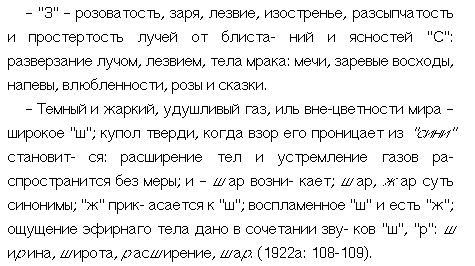 – "З" – розоватость, заря, лезвие, изостренье, разсыпчатость
и простертость лучей от блиста- ний и ясностей "С":
разверзание лучом, лезвием, тела мрака: мечи, заревые восходы,
напевы, влюбленности, розы и сказки.
– Темный и жаркий, удушливый газ, иль вне-цветности мира –
широкое "ш"; купол тверди, когда взор его проницает из "сини"
становит- ся: расширение тел и устремление газов ра-
спространится без меры; и – шар возни- кает; шар, жар суть
синонимы; "ж" прик- асается к "ш"; воспламенное "ш" и есть "ж";
ощущение эфирнаго тела дано в сочетании зву- ков "ш", "р": ш
ирина, широта, расширение, шар. (1922а: 108-109).